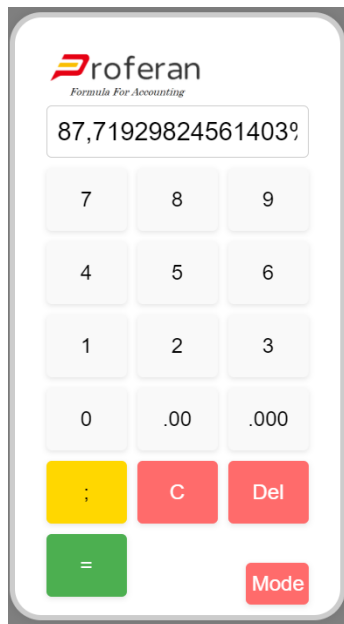 Proferan
Formula For Accounting
87,71929824561403%
7 8 9
4 5 6
1 2 3
0 .00 .000
; C Del
=
Mode